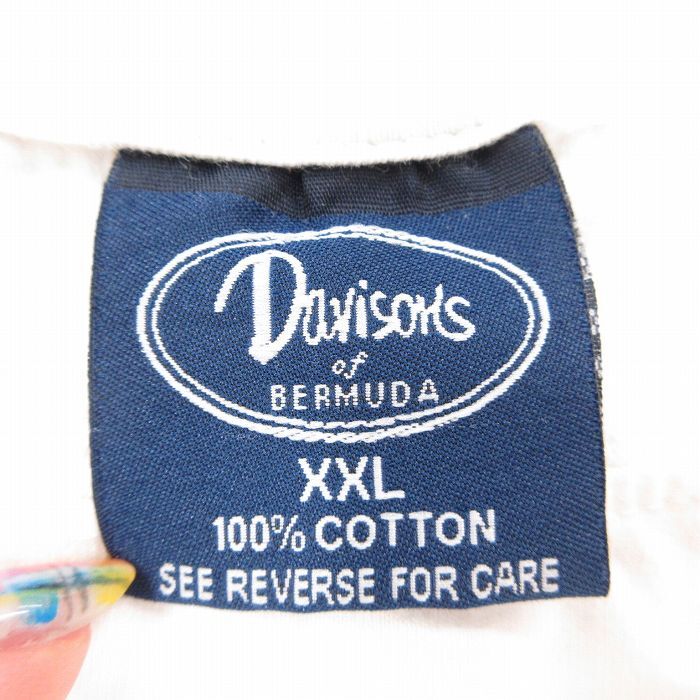 Davisons
of
BERMUDA
XXL
100% COTTON
SEE REVERSE FOR CARE